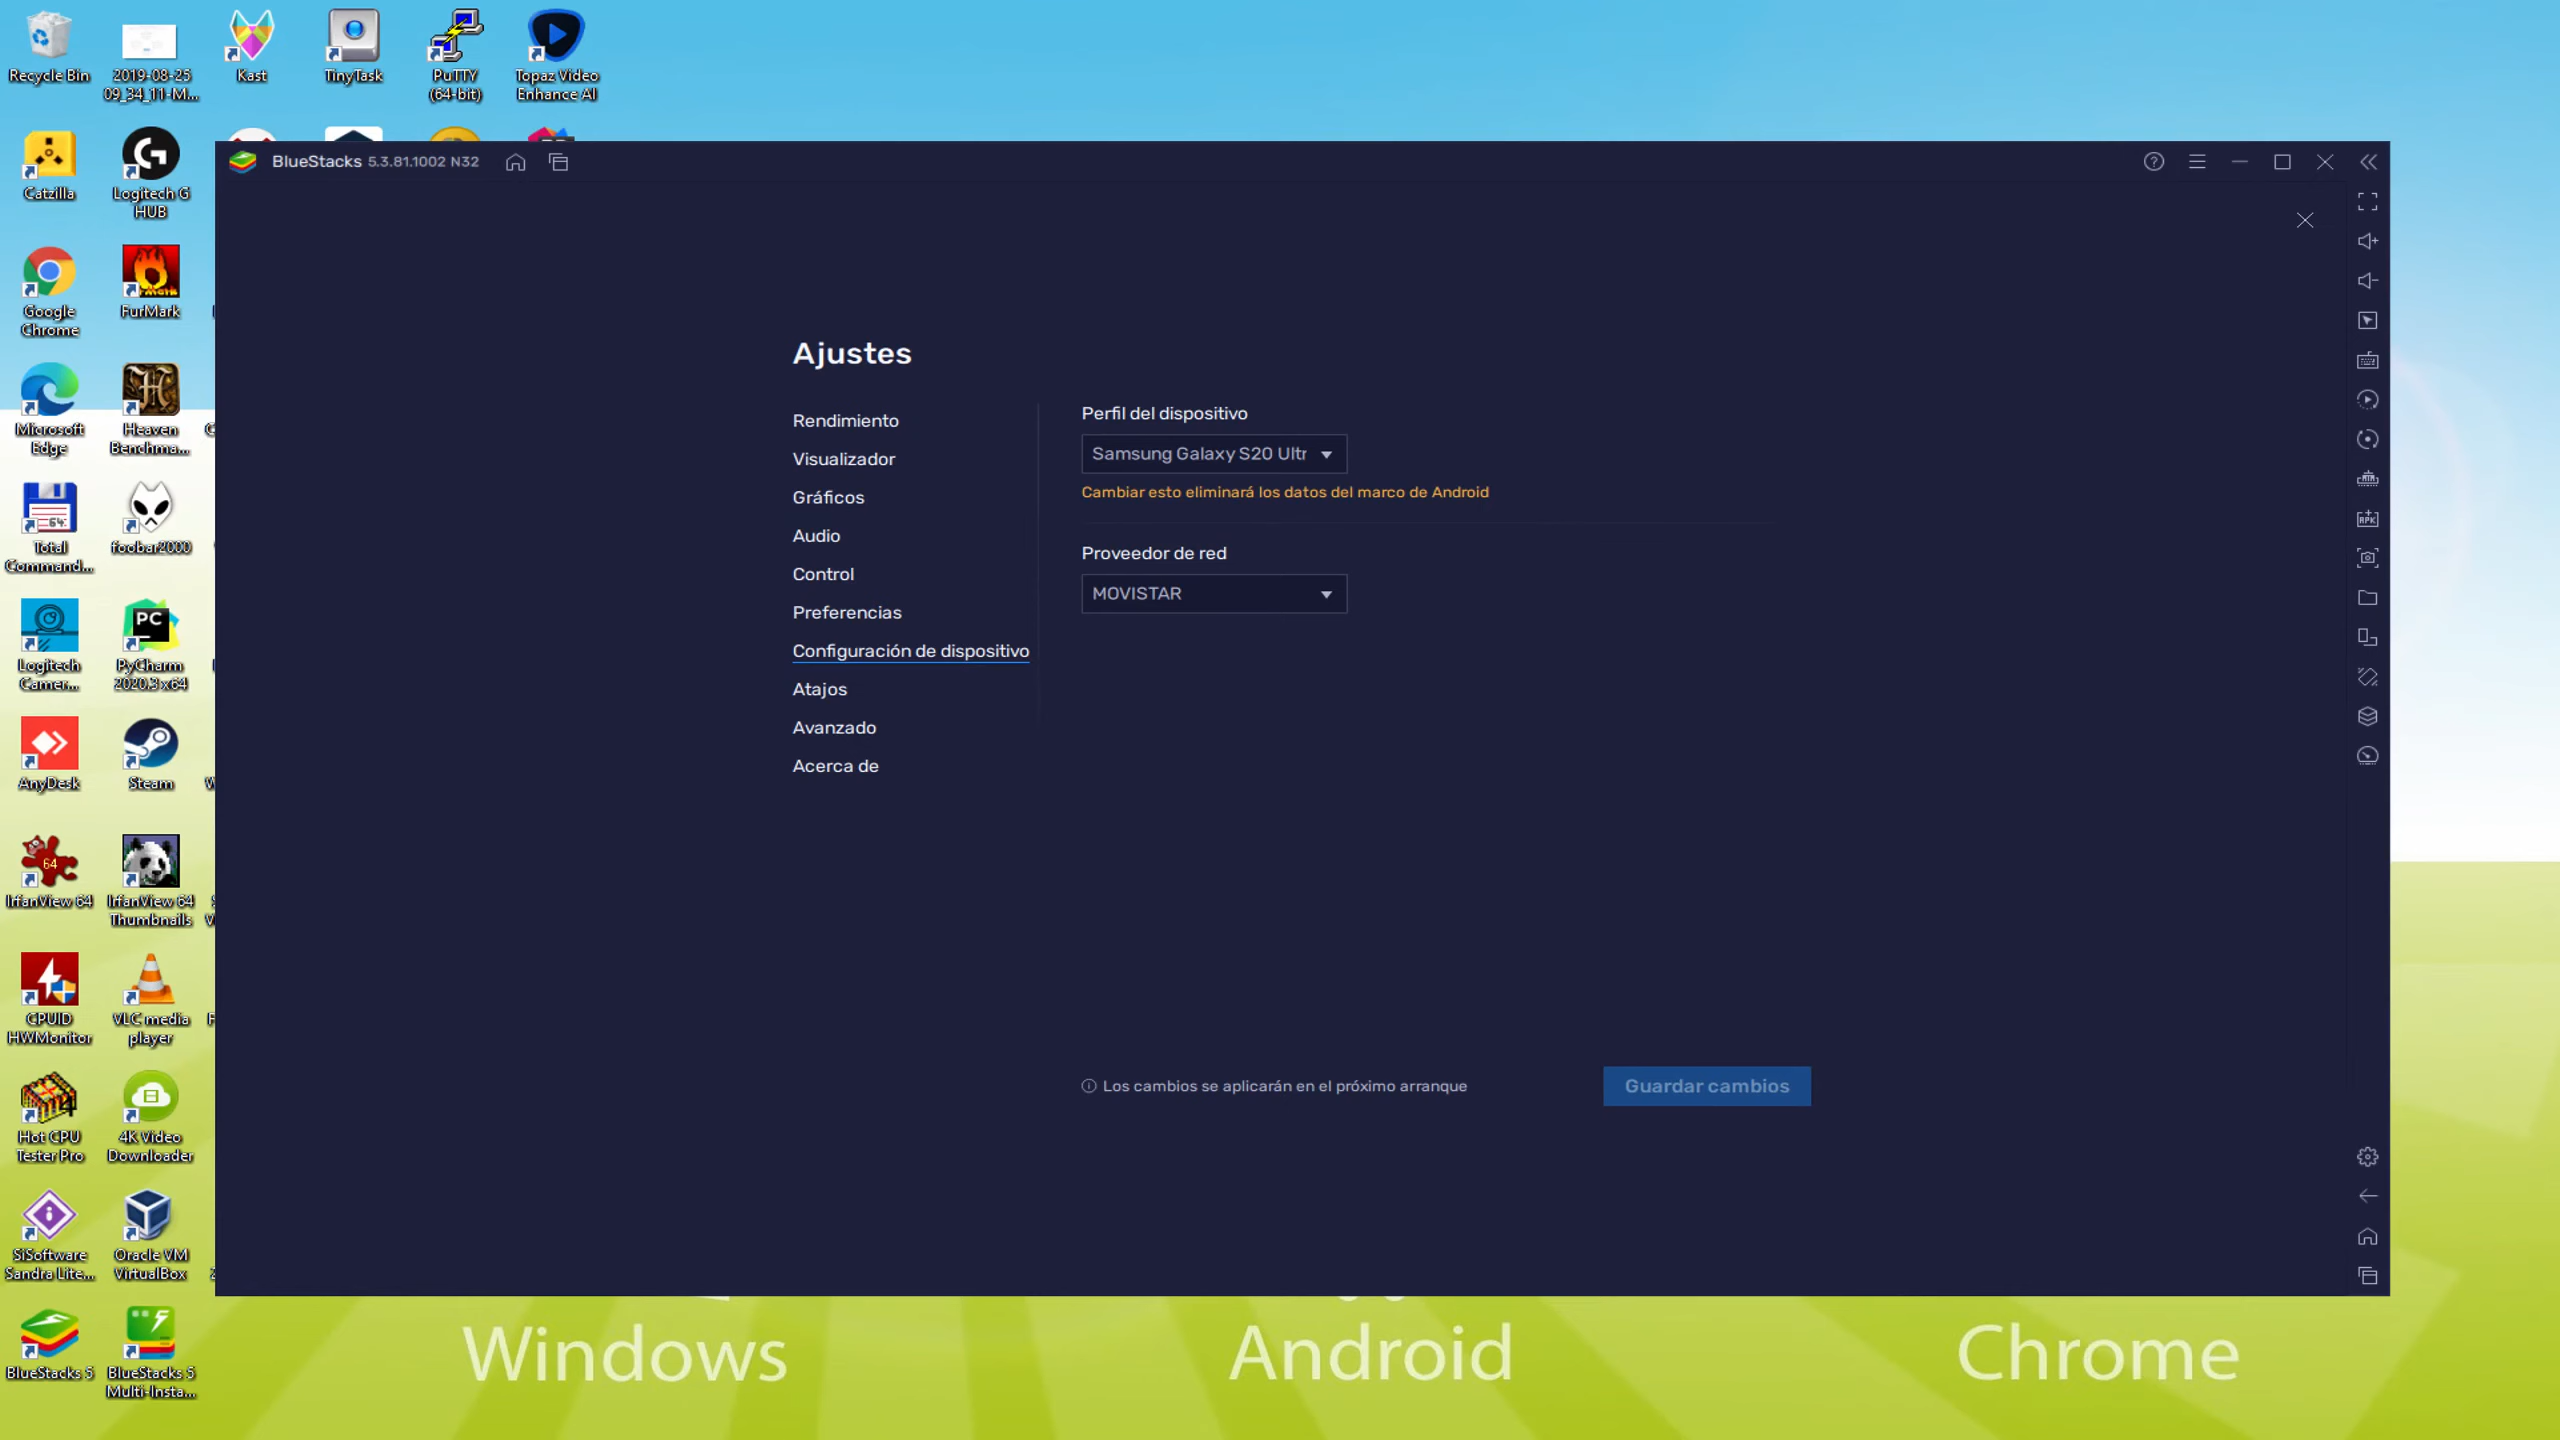 Recycle Bin
2019-08-25
09_34_11-M...
Kast
TinyTask
PuTTY
(64-bit)
Topaz Video
Enhance AI
Catzilla
Logitech G
HUB
Google
Chrome
FurMark
Microsoft
Edge
Heaven
Benchma...
Total
Command...
foobar2000
Logitech
Camer...
PyCharm
2020.3 x64
AnyDesk
Steam
IrfanView 64
IrfanView 64
Thumbnails
CPUID
HWMonitor
VLC media
player
Hot CPU
Tester Pro
4K Video
Downloader
SiSoftware
Sandra Lite...
Oracle VM
VirtualBox
BlueStacks 5
BlueStacks 5
Multi-Insta...
BlueStacks 5.3.81.1002 N32
Ajustes
Rendimiento
Visualizador
Gráficos
Audio
Control
Preferencias
Configuración de dispositivo
Atajos
Avanzado
Acerca de
Perfil del dispositivo
Samsung Galaxy S20 Ultr
Cambiar esto eliminará los datos del marco de Android
Proveedor de red
MOVISTAR
Los cambios se aplicarán en el próximo arranque
Guardar cambios
Windows
Android
Chrome